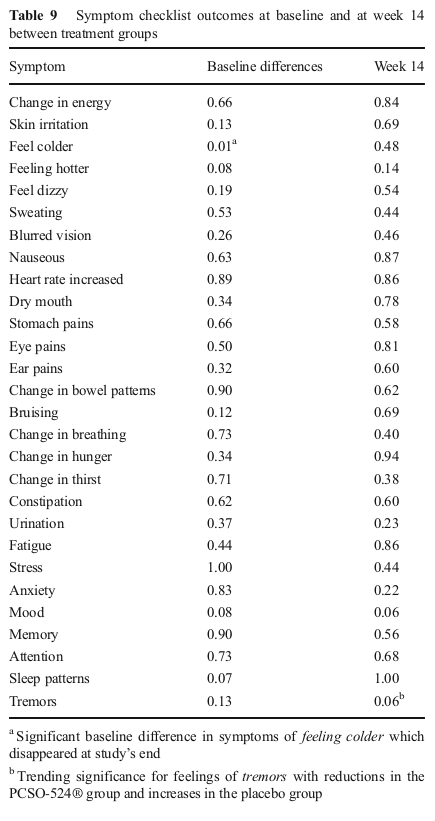 Table 9 Symptom checklist outcomes at baseline and at week 14
between treatment groups
Symptom Baseline differences Week 14
Change in energy 0.66 0.84
Skin irritation 0.13 0.69
Feel colder 0.01a 0.48
Feeling hotter 0.08 0.14
Feel dizzy 0.19 0.54
Sweating 0.53 0.44
Blurred vision 0.26 0.46
Nauseous 0.63 0.87
Heart rate increased 0.89 0.86
Dry mouth 0.34 0.78
Stomach pains 0.66 0.58
Eye pains 0.50 0.81
Ear pains 0.32 0.60
Change in bowel patterns 0.90 0.62
Bruising 0.12 0.69
Change in breathing 0.73 0.40
Change in hunger 0.34 0.94
Change in thirst 0.71 0.38
Constipation 0.62 0.60
Urination 0.37 0.23
Fatigue 0.44 0.86
Stress 1.00 0.44
Anxiety 0.83 0.22
Mood 0.08 0.06
Memory 0.90 0.56
Attention 0.73 0.68
Sleep patterns 0.07 1.00
Tremors 0.13 0.06b
a Significant baseline difference in symptoms of feeling colder which
disappeared at study's end
b Trending significance for feelings of tremors with reductions in the
PCSO-524® group and increases in the placebo group